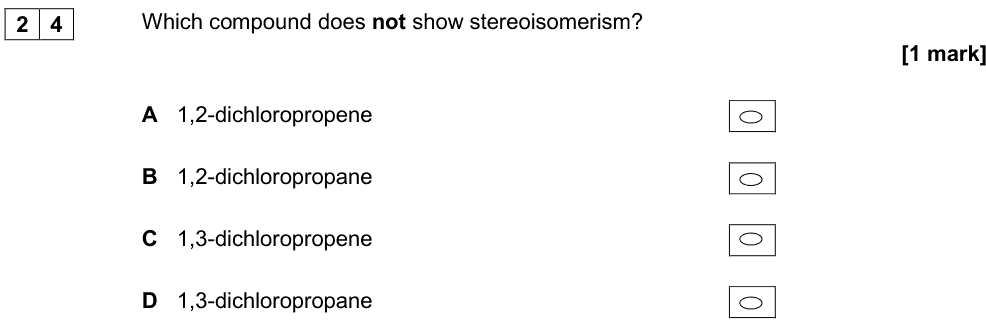 2 4 Which compound does not show stereoisomerism?
[1 mark]
A 1,2-dichloropropene
B 1,2-dichloropropane
C 1,3-dichloropropene
D 1,3-dichloropropane